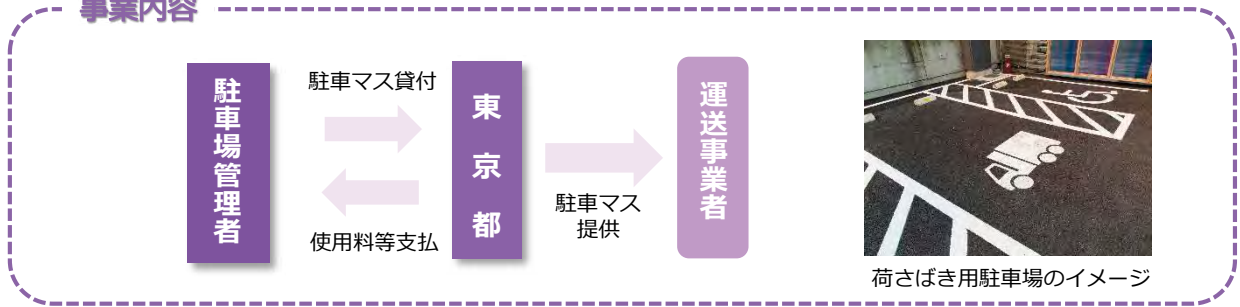 事業内容
駐車場管理者
駐車マス貸付
使用料等支払
東京都
駐車マス
提供
運送事業者
荷さばき用駐車場のイメージ